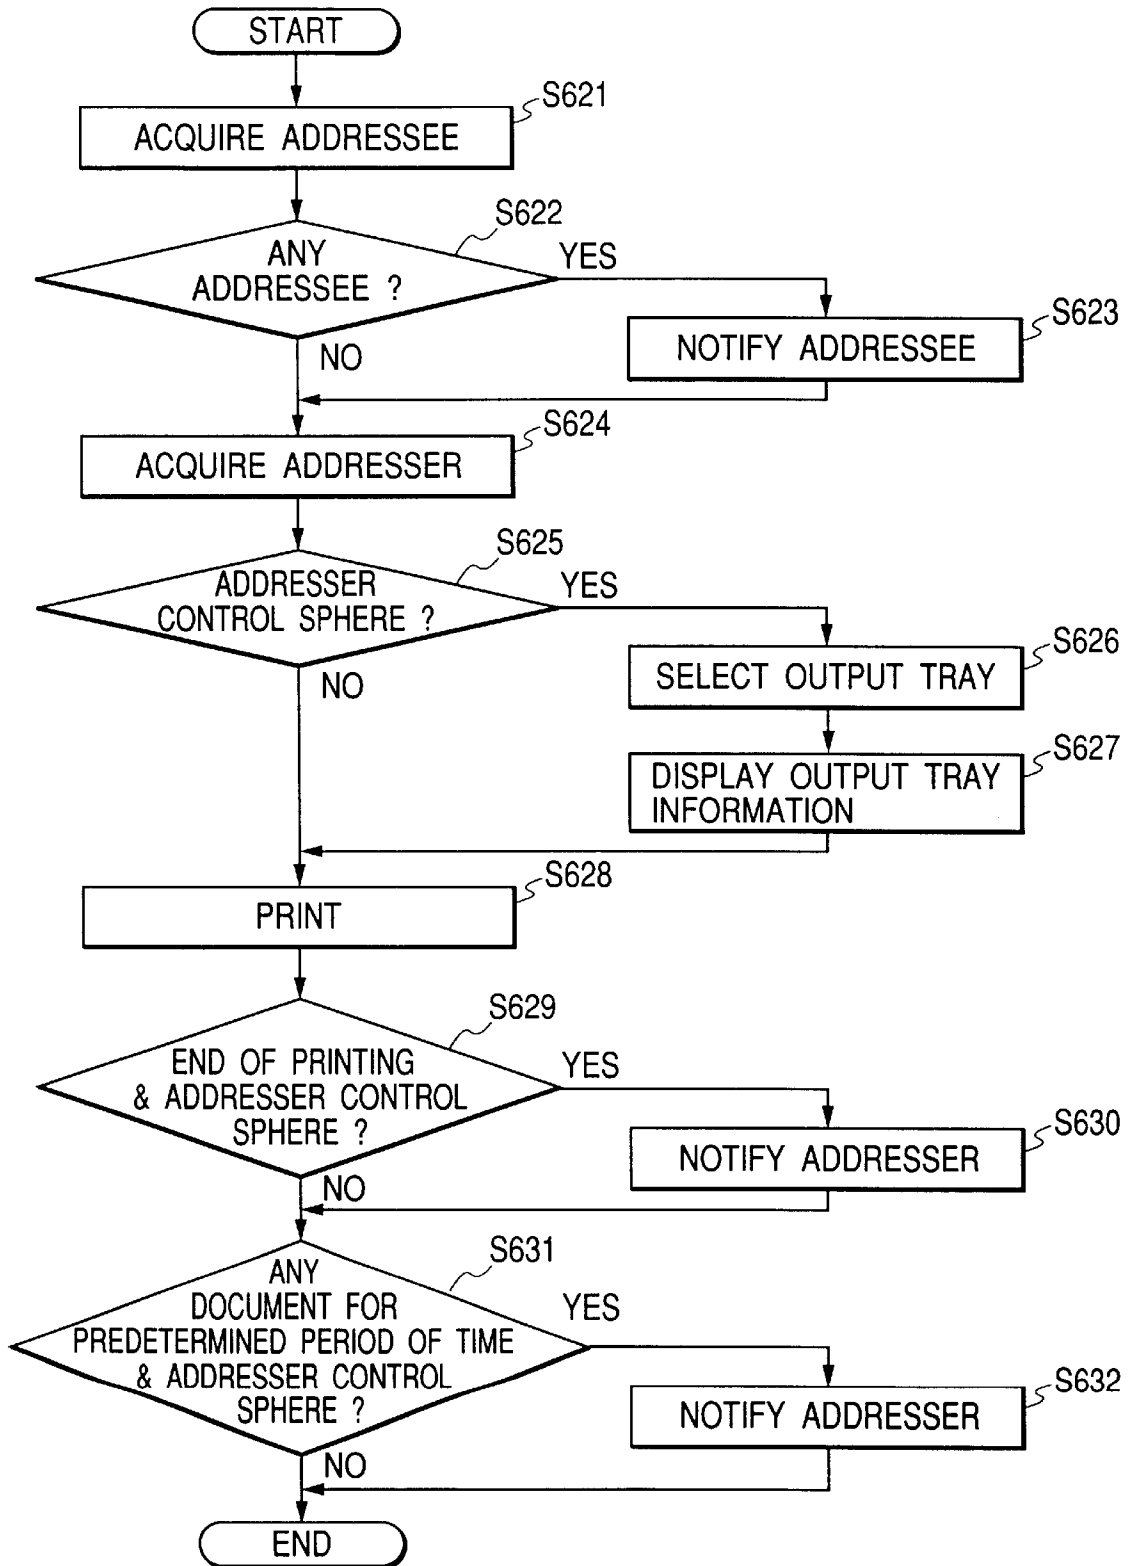 START
S621
ACQUIRE ADDRESSEE
S622
ANY
ADDRESSEE ?
YES
NO
S623
NOTIFY ADDRESSEE
S624
ACQUIRE ADDRESSER
S625
ADDRESSER
CONTROL SPHERE ?
YES
NO
S626
SELECT OUTPUT TRAY
S627
DISPLAY OUTPUT TRAY
INFORMATION
S628
PRINT
S629
END OF PRINTING
& ADDRESSER CONTROL
SPHERE ?
YES
NO
S630
NOTIFY ADDRESSER
S631
ANY
DOCUMENT FOR
PREDETERMINED PERIOD OF TIME
& ADDRESSER CONTROL
SPHERE ?
YES
NO
S632
NOTIFY ADDRESSER
END